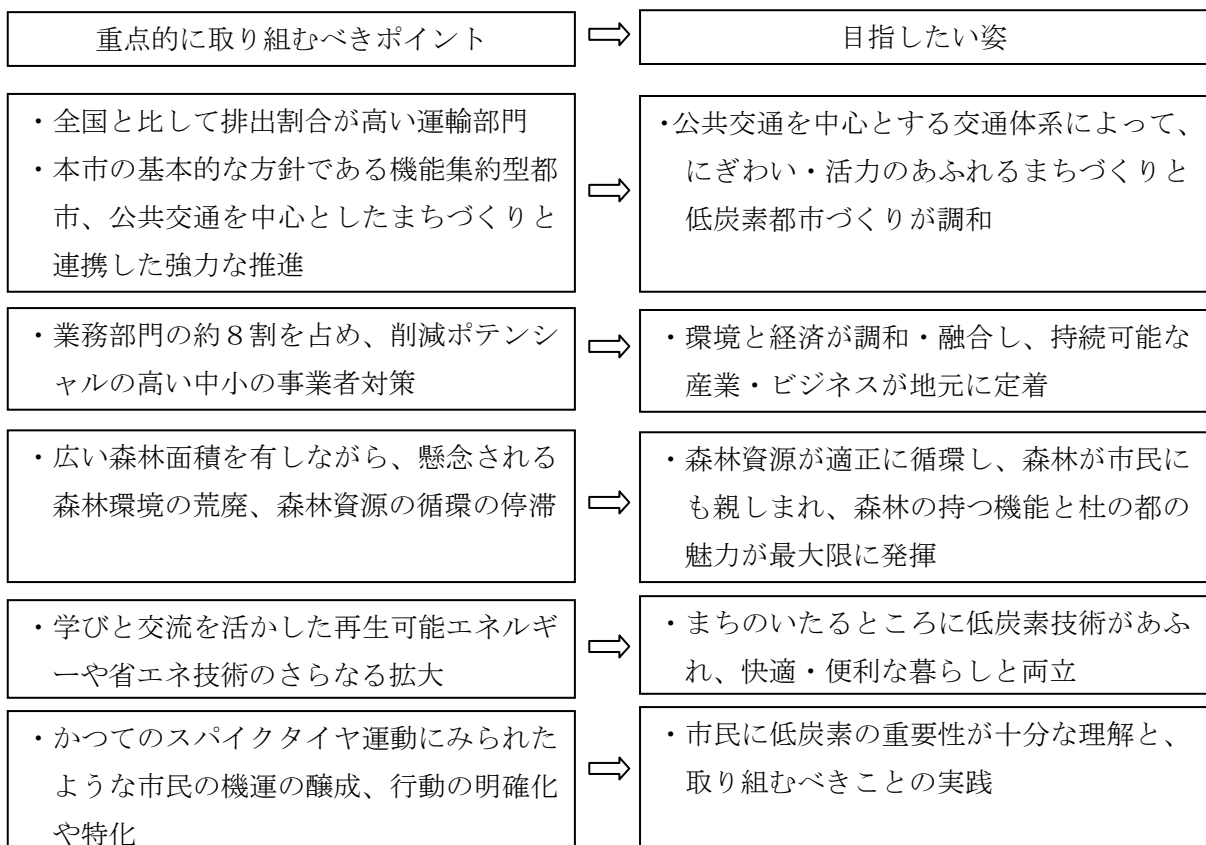 重点的に取り組むべきポイント
⇨
目指したい姿
・全国と比して排出割合が高い運輸部門
・本市の基本的な方針である機能集約型都
市、公共交通を中心としたまちづくりと
連携した強力な推進
⇨
・公共交通を中心とする交通体系によって、
にぎわい・活力のあふれるまちづくりと
低炭素都市づくりが調和
・業務部門の約８割を占め、削減ポテンシ
ャルの高い中小の事業者対策
⇨
・環境と経済が調和・融合し、持続可能な
産業・ビジネスが地元に定着
・広い森林面積を有しながら、懸念される
森林環境の荒廃、森林資源の循環の停滞
⇨
・森林資源が適正に循環し、森林が市民に
も親しまれ、森林の持つ機能と杜の都の
魅力が最大限に発揮
・学びと交流を活かした再生可能エネルギ
ーや省エネ技術のさらなる拡大
⇨
・まちのいたるところに低炭素技術があふ
れ、快適・便利な暮らしと両立
・かつてのスパイクタイヤ運動にみられた
ような市民の機運の醸成、行動の明確化
や特化
⇨
・市民に低炭素の重要性が十分な理解と、
取り組むべきことの実践